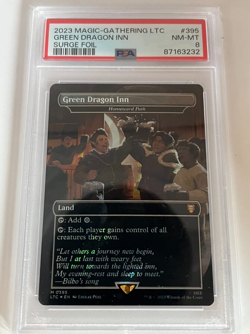 2023 MAGIC-GATHERING LTC
#395
GREEN DRAGON INN
NM-MT
SURGE FOIL
8
PSA
87163232
Green Dragon Inn
Homeward Path
Land
: Add .
: Each player gains control of all
creatures they own.
"Let others a journey new begin,
But I at last with weary feet
Will turn towards the lighted inn,
My evening-rest and sleep to meet."
—Bilbo's song
M 0395
LTC • EN